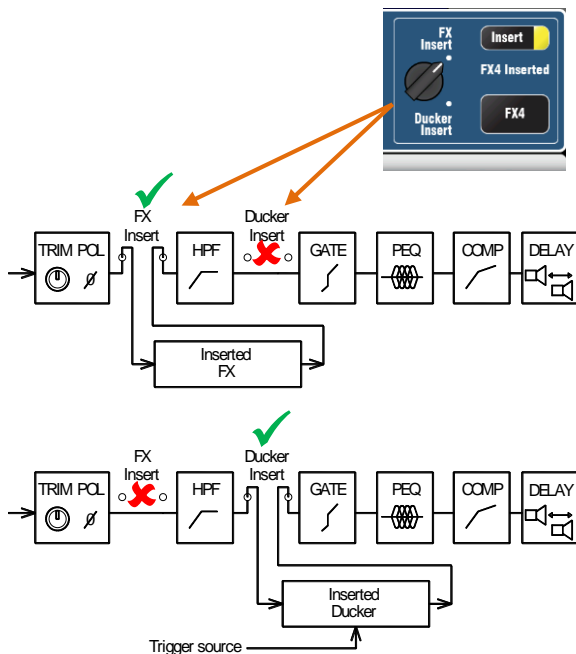 FX
Insert
Insert
FX4 Inserted
FX4
Ducker
Insert
FX
Insert
Ducker
Insert
TRIM POL
HPF
GATE
PEQ
COMP
DELAY
Inserted
FX
FX
Insert
Ducker
Insert
TRIM POL
HPF
GATE
PEQ
COMP
DELAY
Inserted
Ducker
Trigger source